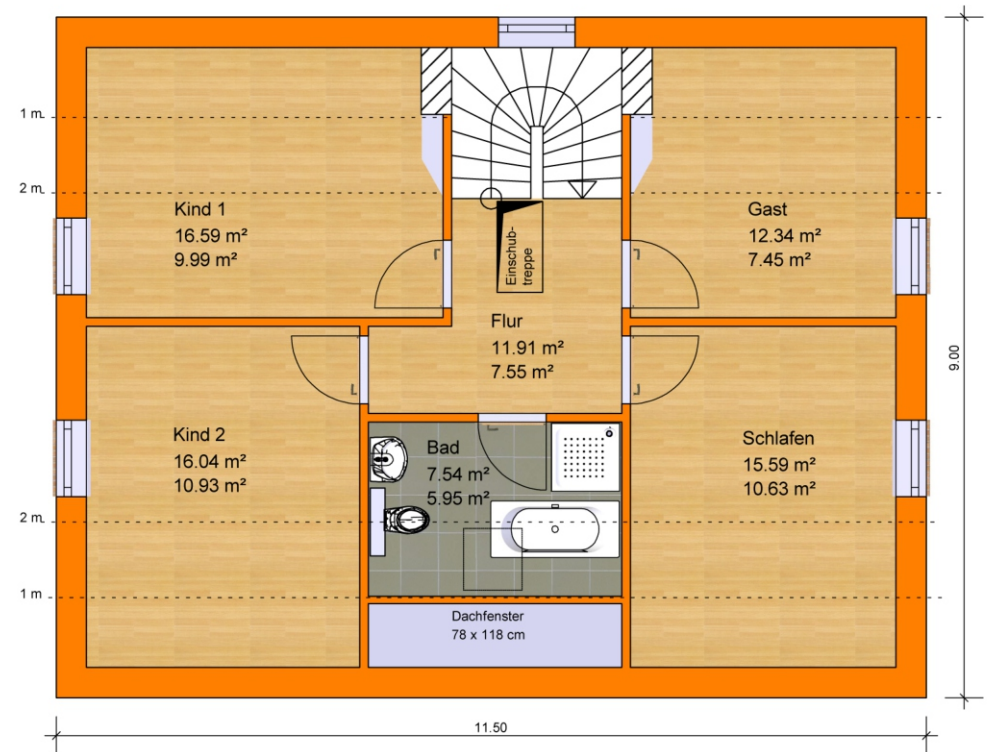 1 m
2 m
Kind 1
16.59 m²
9.99 m²
Gast
12.34 m²
7.45 m²
Einschub-
treppe
Flur
11.91 m²
7.55 m²
9.00
Kind 2
16.04 m²
10.93 m²
Bad
7.54 m²
5.95 m²
Schlafen
15.59 m²
10.63 m²
2 m
1 m
Dachfenster
78 x 118 cm
11.50